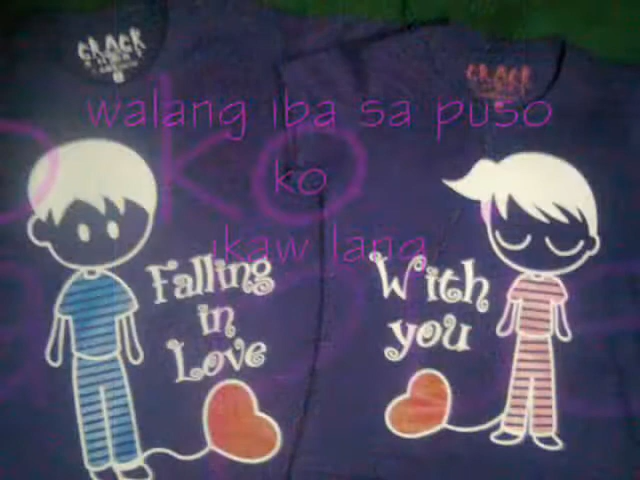 CRACK
CRACK
walang iba sa puso
ko
ikaw lang
Falling
in
Love
With
you